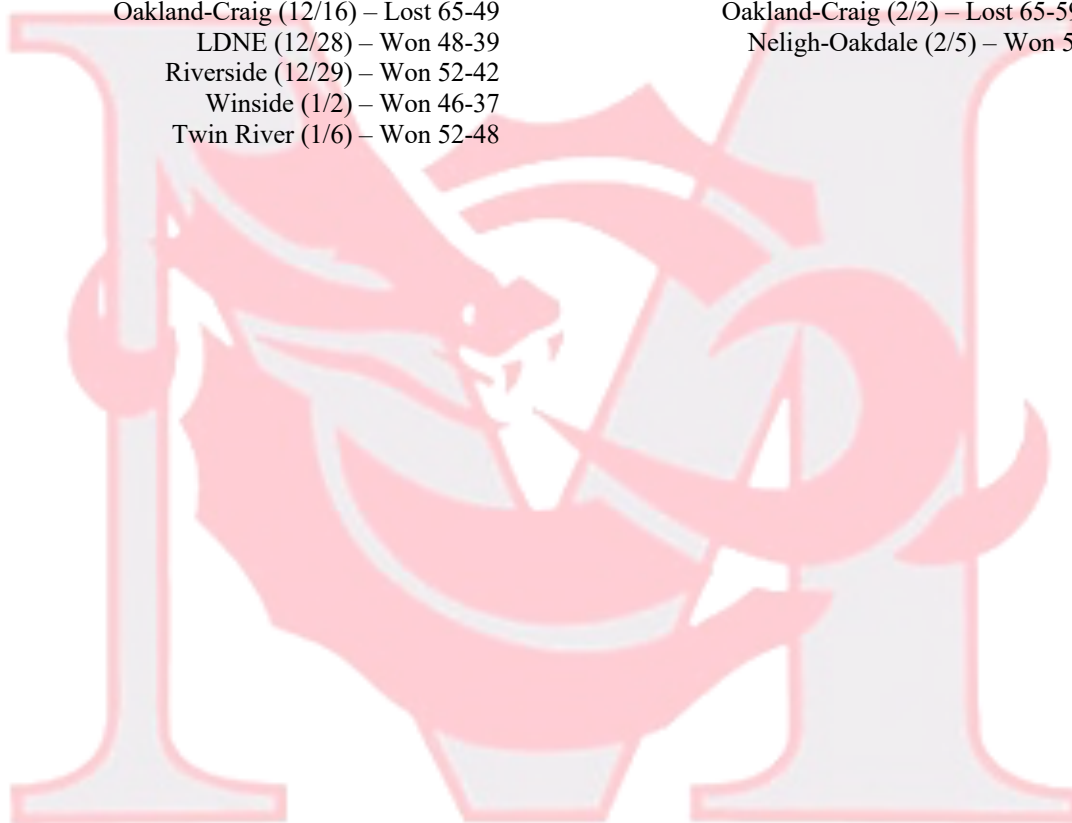 Oakland-Craig (12/16) – Lost 65-49
LDNE (12/28) – Won 48-39
Riverside (12/29) – Won 52-42
Winside (1/2) – Won 46-37
Twin River (1/6) – Won 52-48
Oakland-Craig (2/2) – Lost 65-59
Neligh-Oakdale (2/5) – Won 5